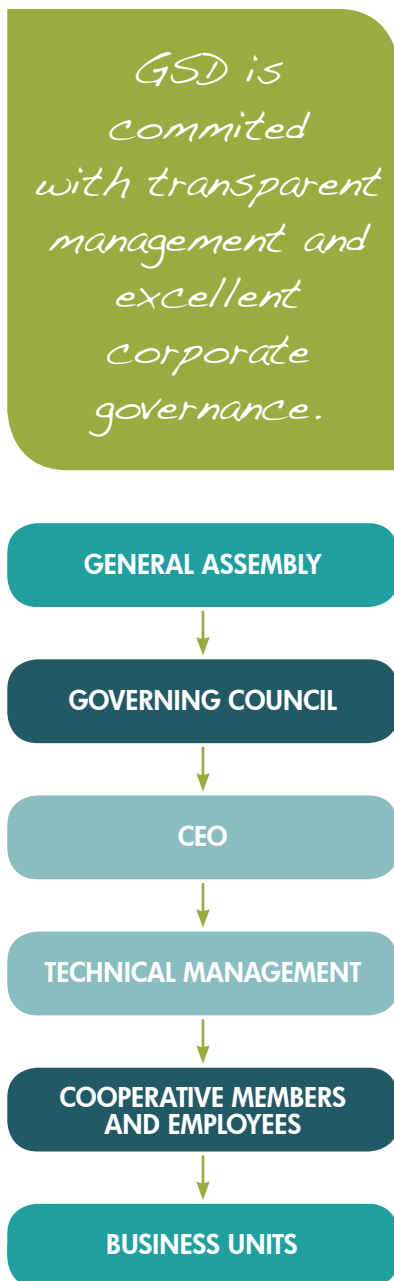 GSD is
commited
with transparent
management and
excellent
corporate
governance.
GENERAL ASSEMBLY
GOVERNING COUNCIL
CEO
TECHNICAL MANAGEMENT
COOPERATIVE MEMBERS
AND EMPLOYEES
BUSINESS UNITS